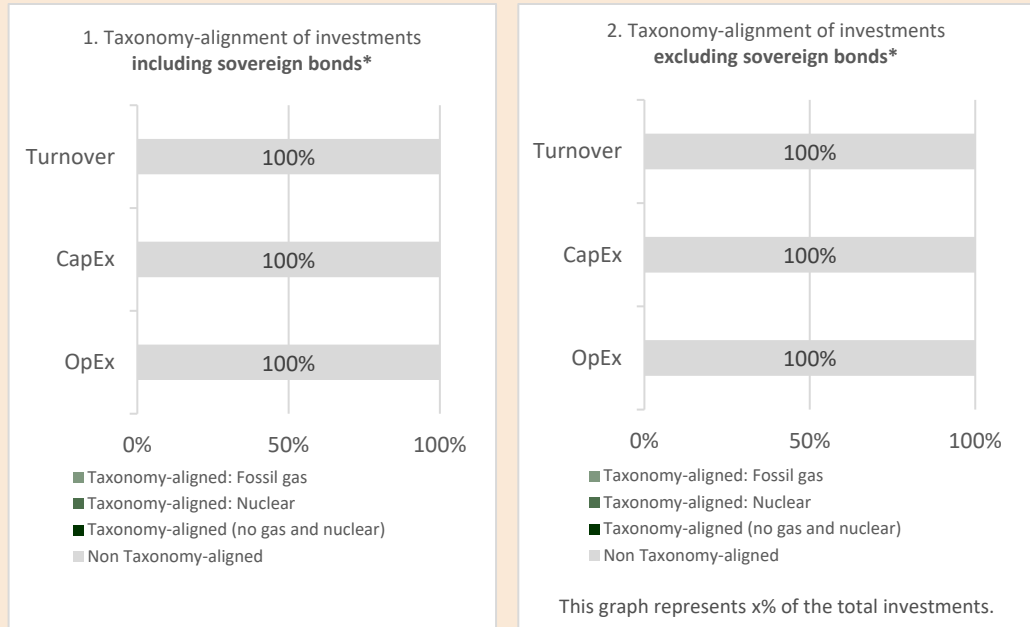 1. Taxonomy-alignment of investments
including sovereign bonds*
Turnover
100%
CapEx
100%
OpEx
100%
0%
50%
100%
Taxonomy-aligned: Fossil gas
Taxonomy-aligned: Nuclear
Taxonomy-aligned (no gas and nuclear)
Non Taxonomy-aligned
2. Taxonomy-alignment of investments
excluding sovereign bonds*
Turnover
100%
CapEx
100%
OpEx
100%
0%
50%
100%
Taxonomy-aligned: Fossil gas
Taxonomy-aligned: Nuclear
Taxonomy-aligned (no gas and nuclear)
Non Taxonomy-aligned
This graph represents x% of the total investments.